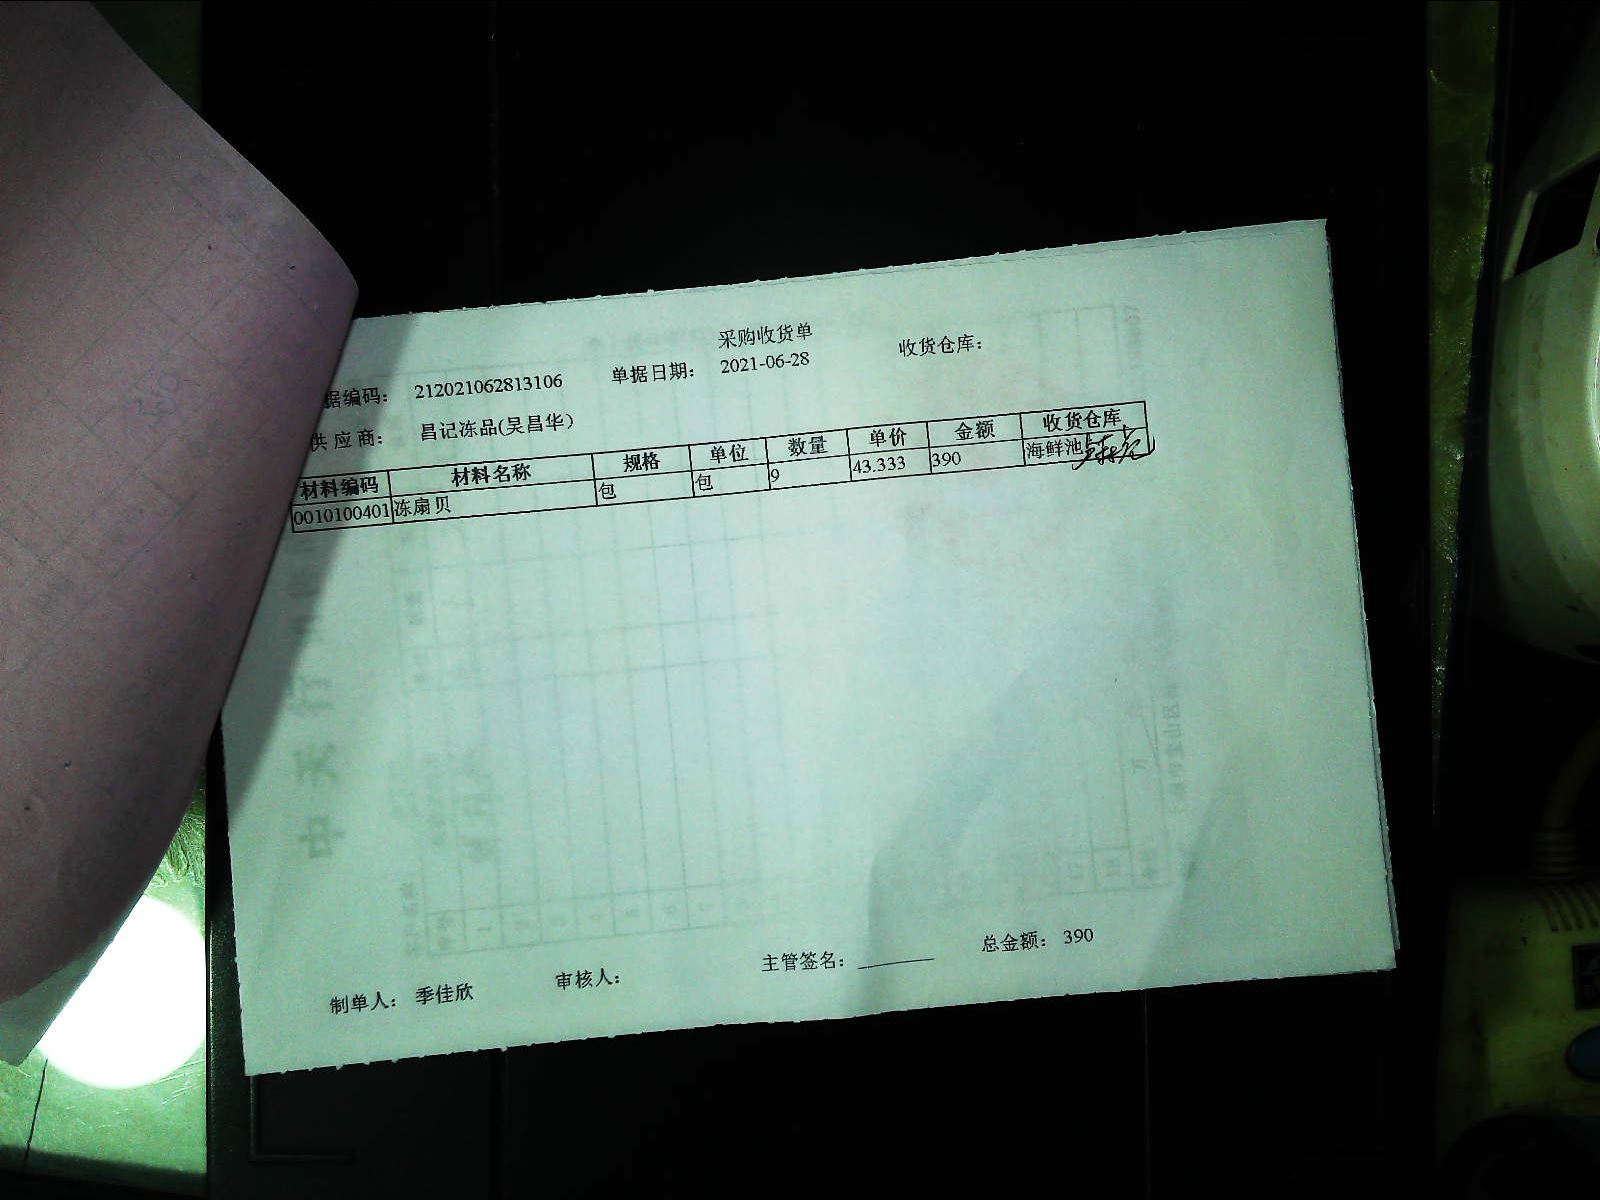 采购收货单
据编码： 212021062813106 单据日期： 2021-06-28 收货仓库：
供 应 商： 昌记冻品(吴昌华)
材料编码 材料名称 规格 单位 数量 单价 金额 收货仓库
0010100401 冻扇贝 包 包 9 43.333 390 海鲜池
制单人： 季佳欣 审核人： 主管签名： 总金额： 390